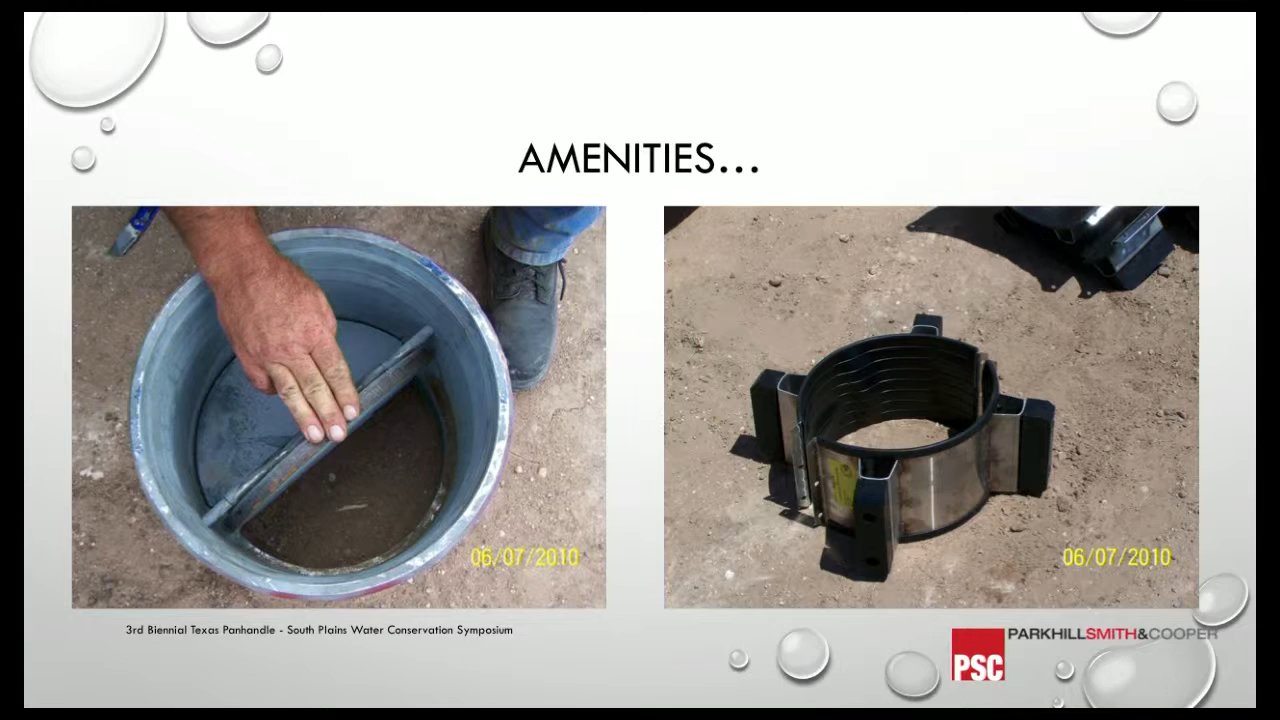 AMENITIES...
06/07/2010
06/07/2010
3rd Biennial Texas Panhandle - South Plains Water Conservation Symposium
PARKHILLSMITH&COOPER
PSC